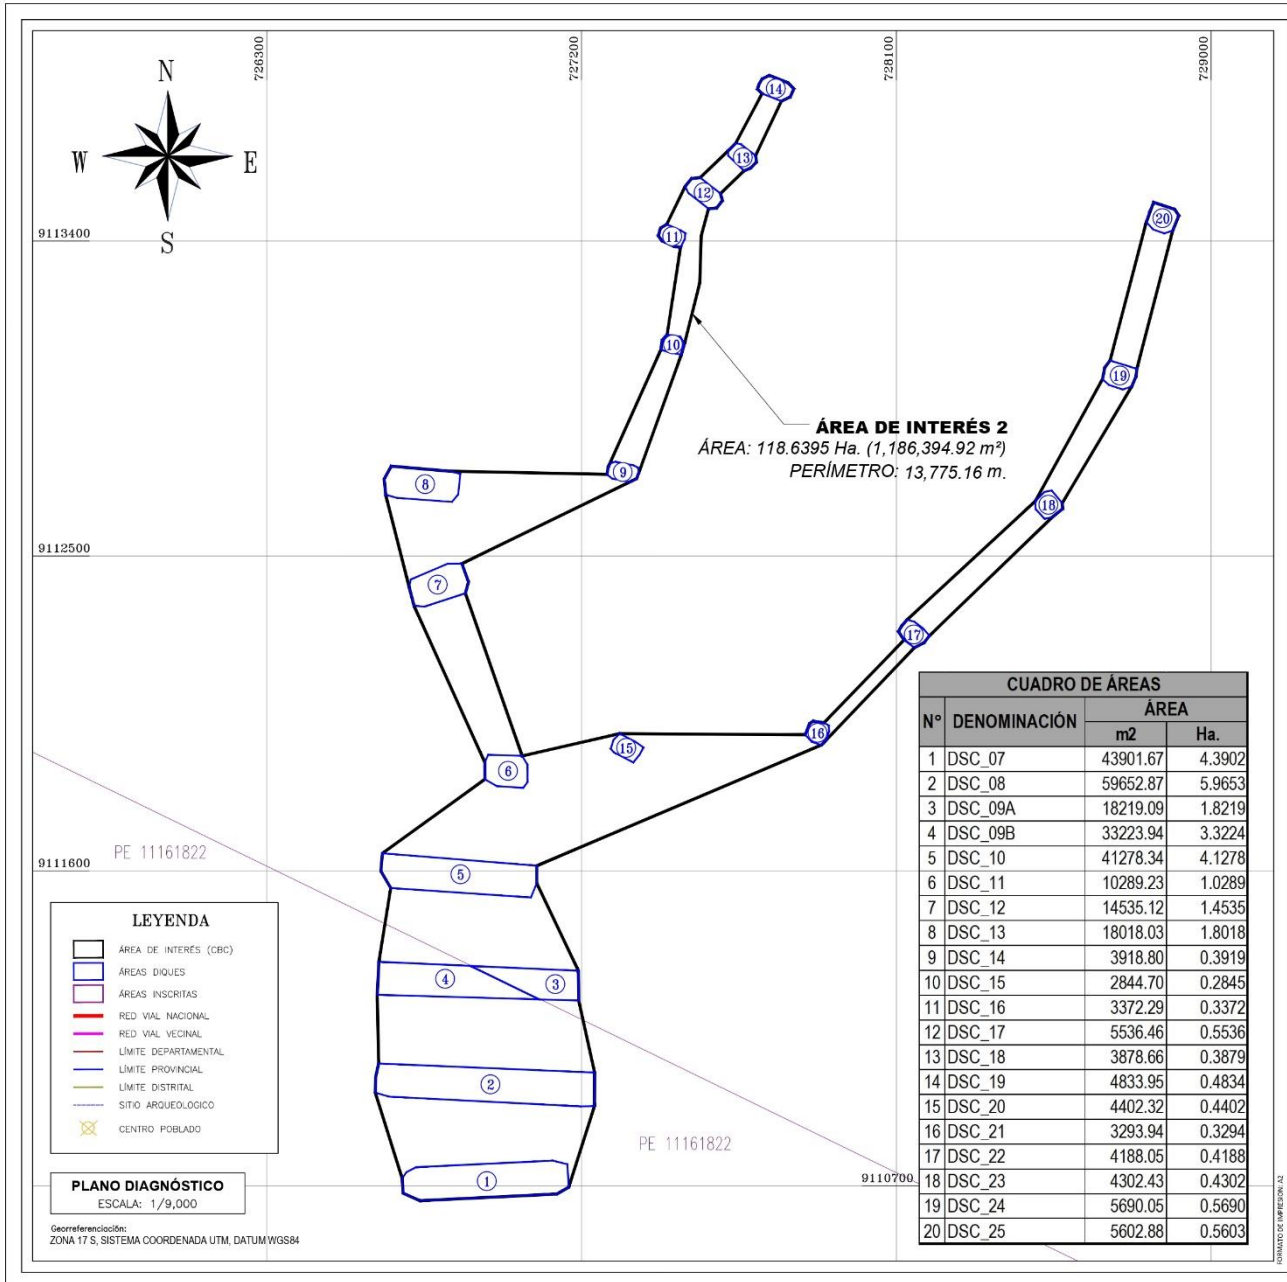 726300
727200
728100
729000
N
W
E
S
14
13
12
11
20
9113400
10
19
ÁREA DE INTERÉS 2
ÁREA: 118.6395 Ha. (1,186,394.92 m²)
PERÍMETRO: 13,775.16 m.
9
8
18
9112500
7
17
16
15
6
PE 11161822
9111600
5
4
3
2
PE 11161822
1
9110700
CUADRO DE ÁREAS
N° DENOMINACIÓN ÁREA
m2 Ha.
1 DSC_07 43901.67 4.3902
2 DSC_08 59652.87 5.9653
3 DSC_09A 18219.09 1.8219
4 DSC_09B 33223.94 3.3224
5 DSC_10 41278.34 4.1278
6 DSC_11 10289.23 1.0289
7 DSC_12 14535.12 1.4535
8 DSC_13 18018.03 1.8018
9 DSC_14 3918.80 0.3919
10 DSC_15 2844.70 0.2845
11 DSC_16 3372.29 0.3372
12 DSC_17 5536.46 0.5536
13 DSC_18 3878.66 0.3879
14 DSC_19 4833.95 0.4834
15 DSC_20 4402.32 0.4402
16 DSC_21 3293.94 0.3294
17 DSC_22 4188.05 0.4188
18 DSC_23 4302.43 0.4302
19 DSC_24 5690.05 0.5690
20 DSC_25 5602.88 0.5603
LEYENDA
ÁREA DE INTERÉS (CBC)
ÁREAS DIQUES
ÁREAS INSCRITAS
RED VIAL NACIONAL
RED VIAL VECINAL
LÍMITE DEPARTAMENTAL
LÍMITE PROVINCIAL
LÍMITE DISTRITAL
SITIO ARQUEOLOGICO
CENTRO POBLADO
PLANO DIAGNÓSTICO
ESCALA: 1/9,000
Georreferenciación:
ZONA 17 S, SISTEMA COORDENADA UTM, DATUM WGS84
FORMATO DE IMPRESION: A2